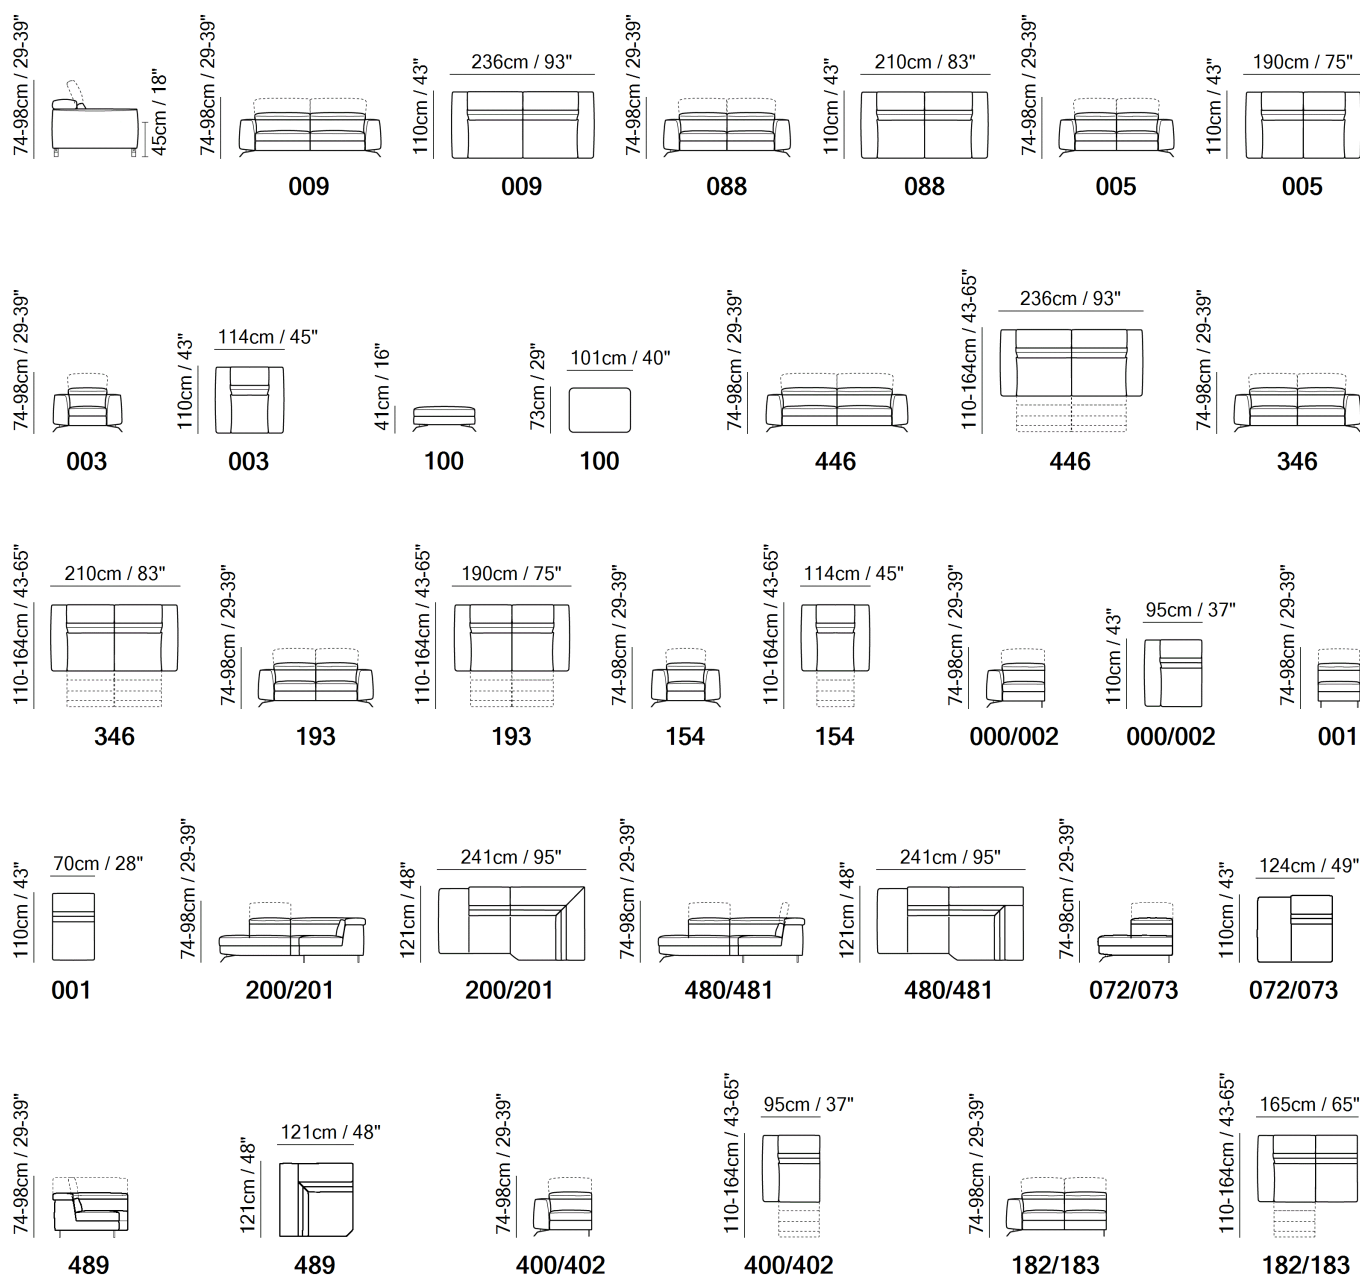 74-98cm / 29-39"
45cm / 18"
74-98cm / 29-39"
009
110cm / 43"
236cm / 93"
009
74-98cm / 29-39"
088
110cm / 43"
210cm / 83"
088
74-98cm / 29-39"
005
110cm / 43"
190cm / 75"
005
74-98cm / 29-39"
003
110cm / 43"
114cm / 45"
003
41cm / 16"
100
73cm / 29"
101cm / 40"
100
74-98cm / 29-39"
446
110-164cm / 43-65"
236cm / 93"
446
74-98cm / 29-39"
346
110-164cm / 43-65"
210cm / 83"
346
74-98cm / 29-39"
193
110-164cm / 43-65"
190cm / 75"
193
74-98cm / 29-39"
154
110-164cm / 43-65"
114cm / 45"
154
74-98cm / 29-39"
000/002
110cm / 43"
95cm / 37"
000/002
74-98cm / 29-39"
001
110cm / 43"
70cm / 28"
001
74-98cm / 29-39"
200/201
121cm / 48"
241cm / 95"
200/201
74-98cm / 29-39"
480/481
121cm / 48"
241cm / 95"
480/481
74-98cm / 29-39"
072/073
110cm / 43"
124cm / 49"
072/073
74-98cm / 29-39"
489
121cm / 48"
121cm / 48"
489
74-98cm / 29-39"
400/402
110-164cm / 43-65"
95cm / 37"
400/402
74-98cm / 29-39"
182/183
110-164cm / 43-65"
165cm / 65"
182/183